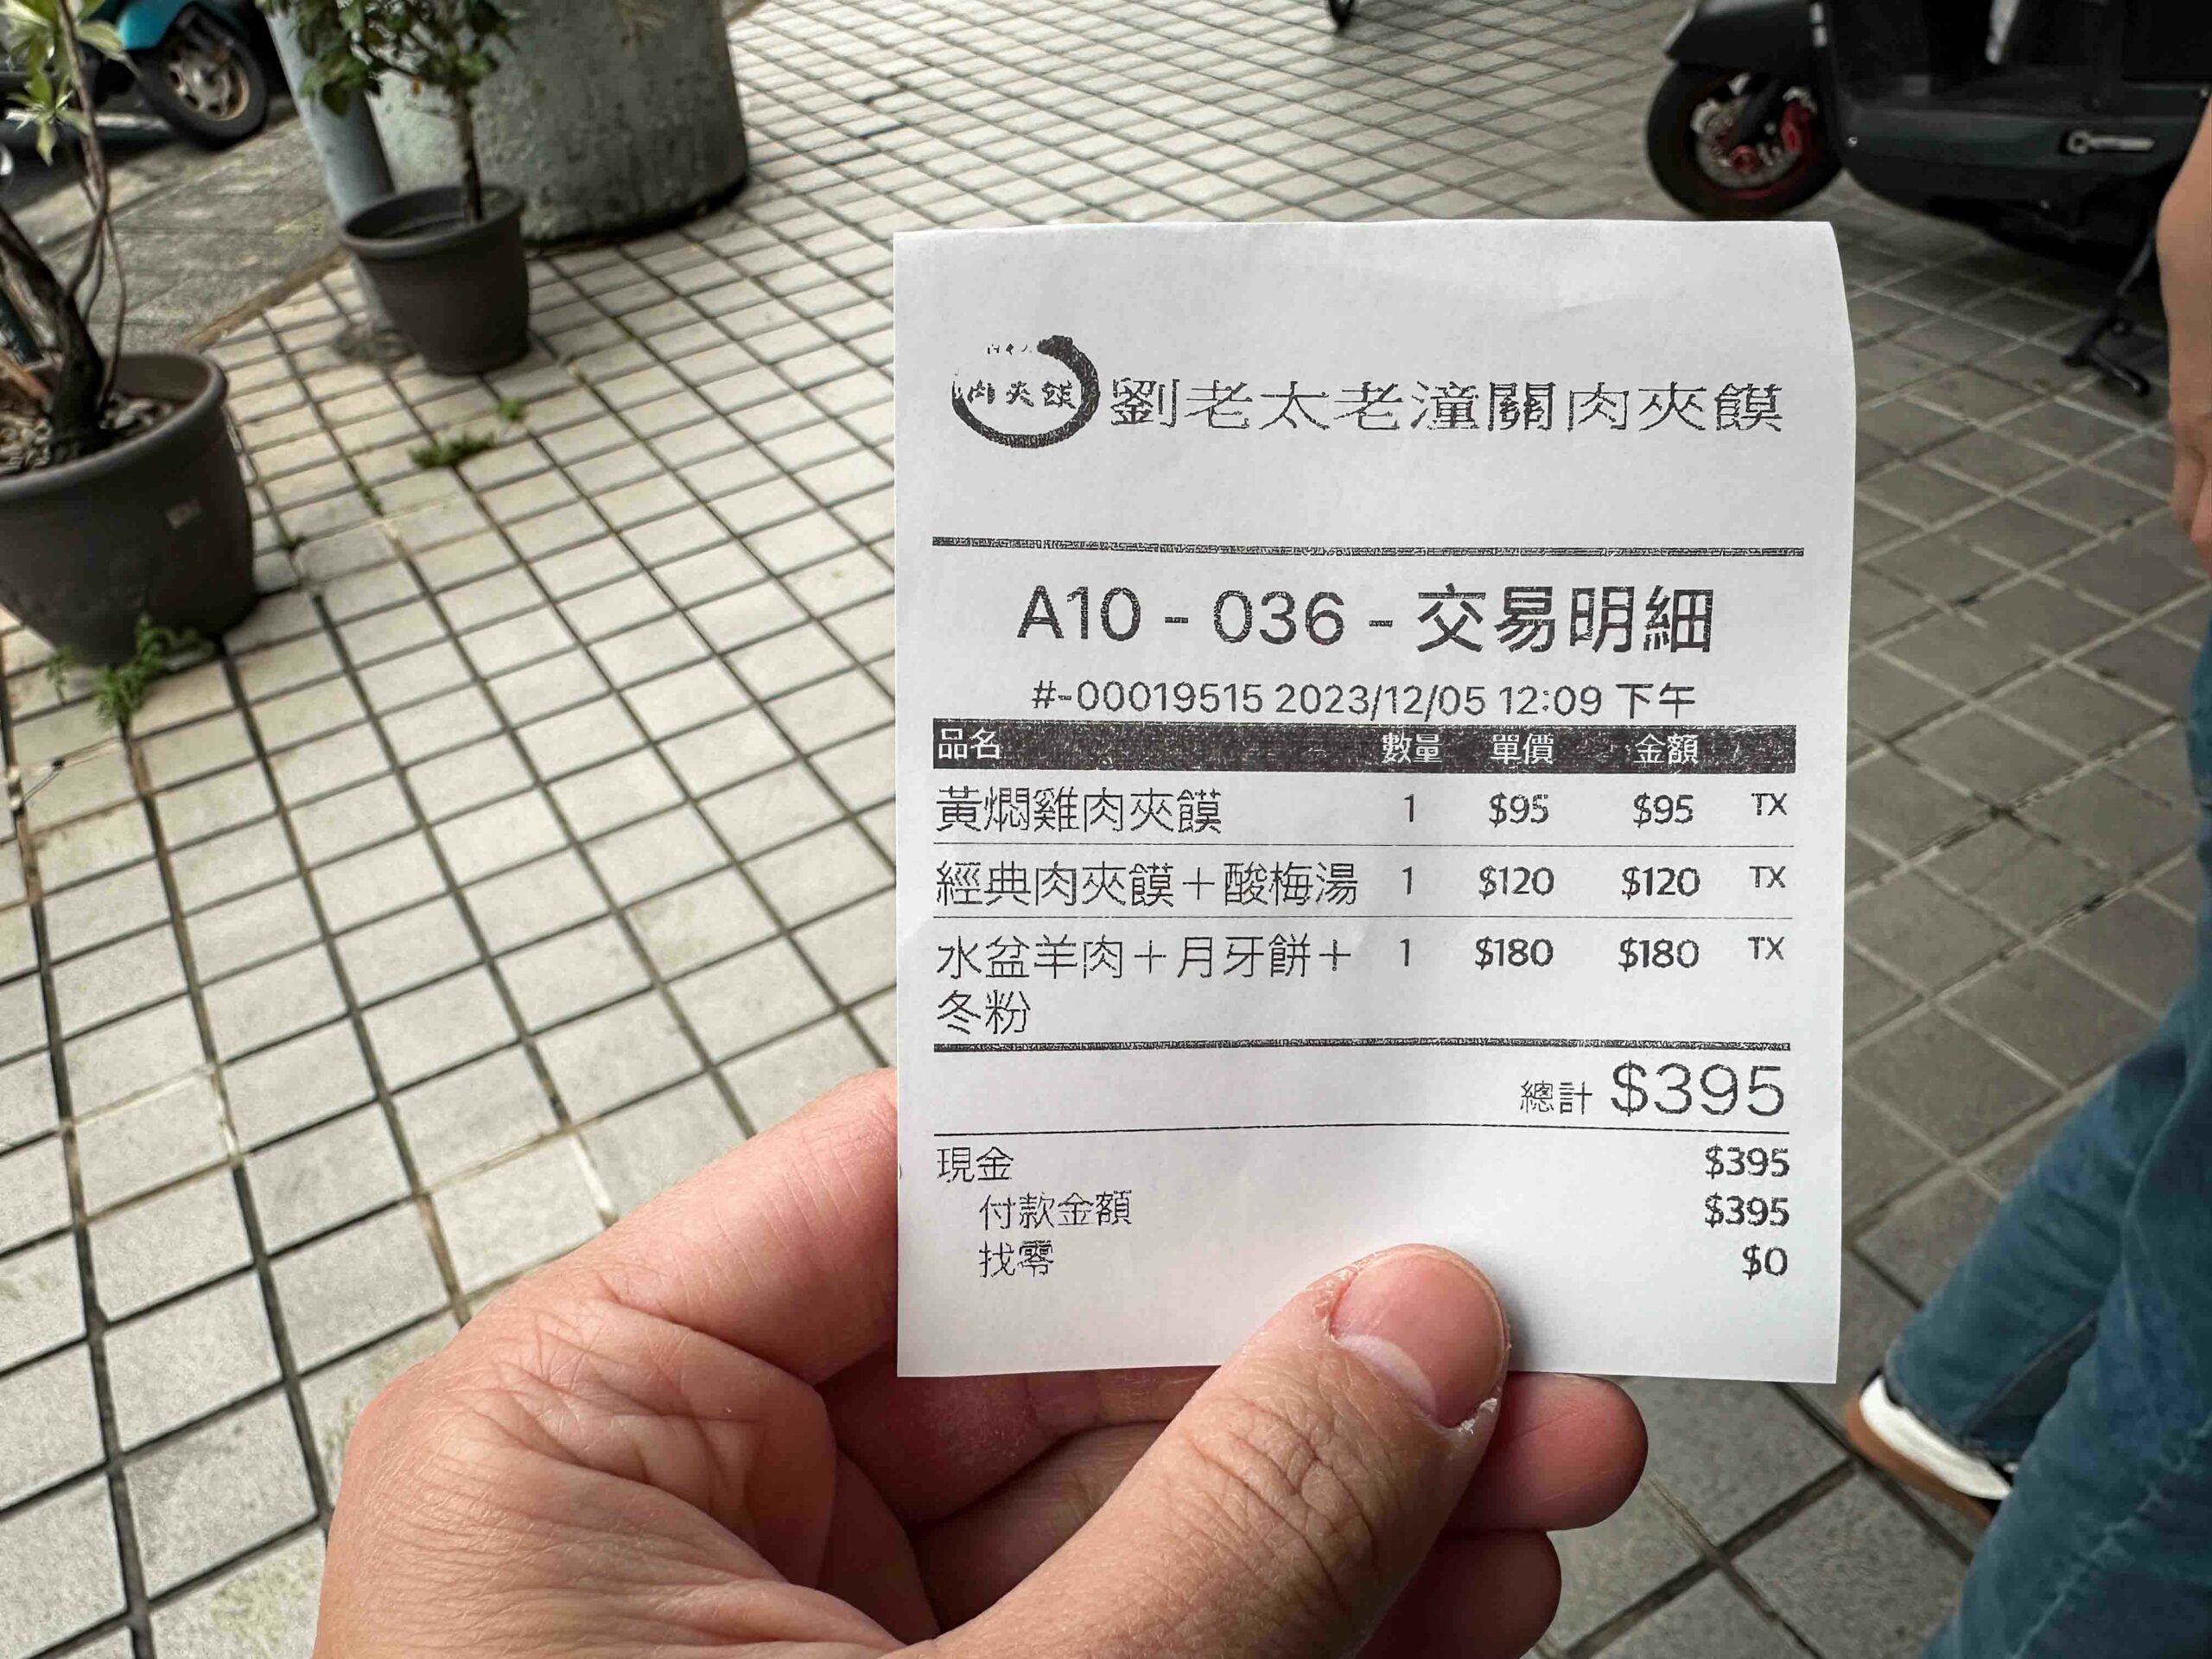 肉夾饃
劉老太老潼關肉夾饃
A10 - 036 - 交易明細
#-00019515 2023/12/05 12:09 下午
品名 數量 單價 金額
黃燜雞肉夾饃 1 $95 $95 TX
經典肉夾饃＋酸梅湯 1 $120 $120 TX
水盆羊肉＋月牙餅＋ 1 $180 $180 TX
冬粉
總計 $395
現金 $395
付款金額 $395
找零 $0